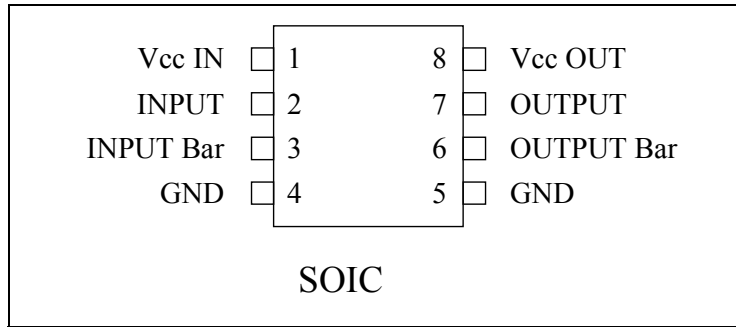 Vcc IN 1 8 Vcc OUT
INPUT 2 7 OUTPUT
INPUT Bar 3 6 OUTPUT Bar
GND 4 5 GND
SOIC